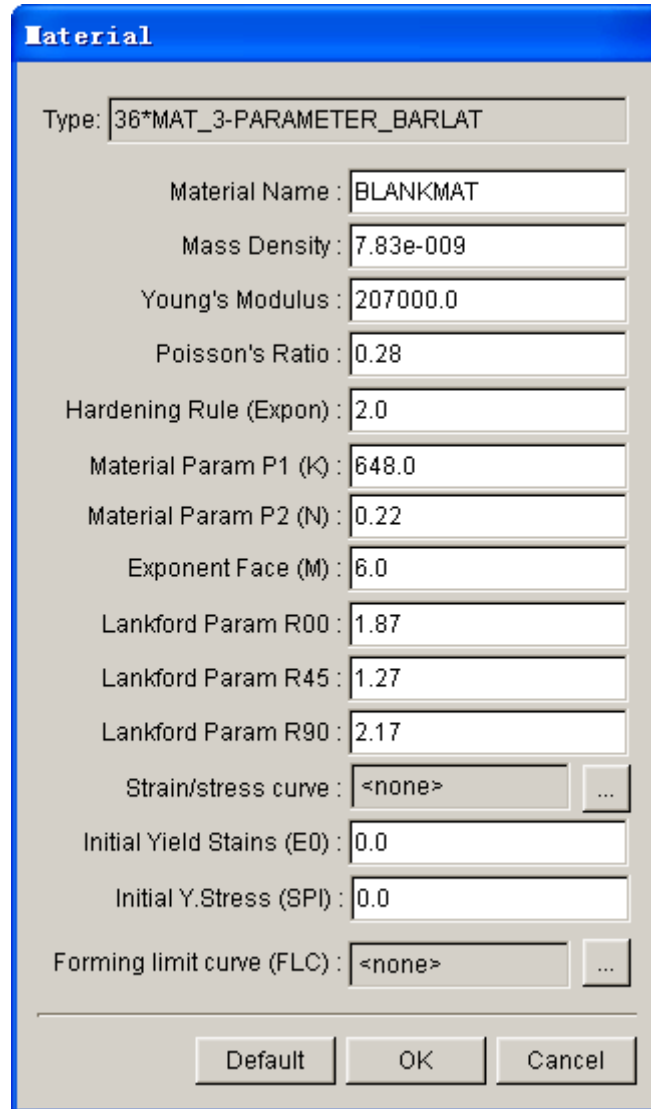 Material
Type: 36*MAT_3-PARAMETER_BARLAT
Material Name : BLANKMAT
Mass Density : 7.83e-009
Young's Modulus : 207000.0
Poisson's Ratio : 0.28
Hardening Rule (Expon) : 2.0
Material Param P1 (K) : 648.0
Material Param P2 (N) : 0.22
Exponent Face (M) : 6.0
Lankford Param R00 : 1.87
Lankford Param R45 : 1.27
Lankford Param R90 : 2.17
Strain/stress curve : <none> ...
Initial Yield Stains (E0) : 0.0
Initial Y.Stress (SPI) : 0.0
Forming limit curve (FLC) : <none> ...
Default OK Cancel